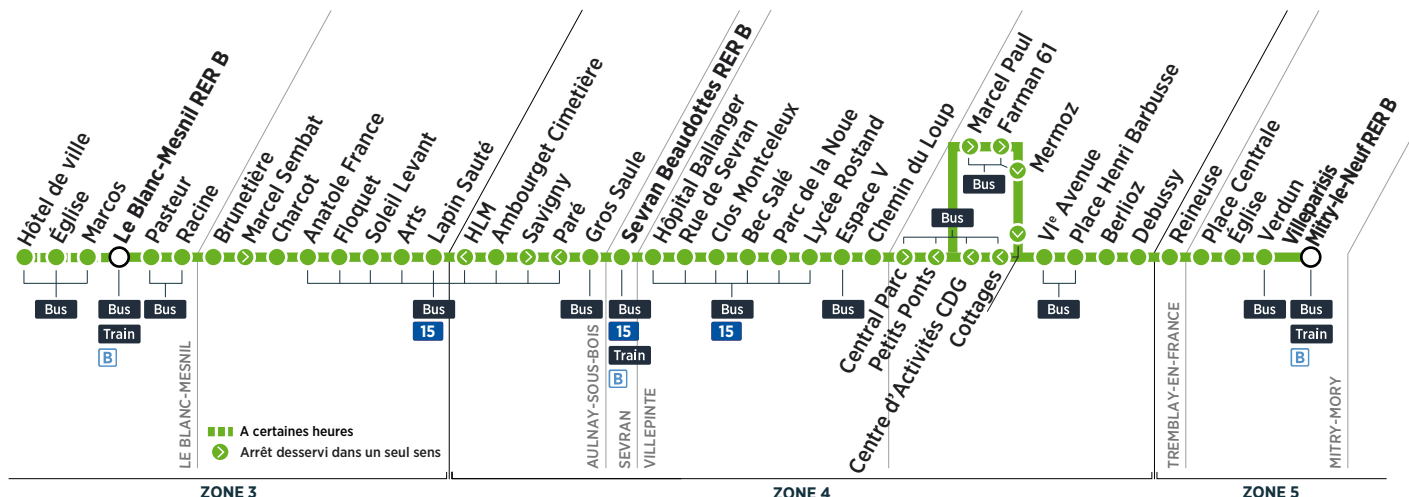 Hôtel de ville
Église
Marcos
Le Blanc-Mesnil RER B
Pasteur
Racine
Brunetière
Marcel Sembat
Charcot
Anatole France
Floquet
Soleil Levant
Arts
Lapin Sauté
HLM
Ambourget Cimetière
Savigny
Paré
Gros Saule
Sevran Beaudottes RER B
Hôpital Ballanger
Rue de Sevran
Clos Montceleux
Bec Salé
Parc de la Noue
Lycée Rostand
Espace V
Chemin du Loup
Central Parc
Petits Ponts
Centre d'Activités CDG
Cottages
Marcel Paul
Farman 61
Mermoz
VIᵉ Avenue
Place Henri Barbusse
Berlioz
Debussy
Reineuse
Place Centrale
Église
Verdun
Villeparisis
Mitry-le-Neuf RER B
Bus
Bus
Bus
Bus
Bus
Train
B
Bus
Bus
15
Bus
Bus
15
Train
B
Bus
15
Bus
Bus
Bus
Bus
Train
B
LE BLANC-MESNIL
AULNAY-SOUS-BOIS
SEVRAN
VILLEPINTE
TREMBLAY-EN-FRANCE
MITRY-MORY
A certaines heures
Arrêt desservi dans un seul sens
ZONE 3
ZONE 4
ZONE 5